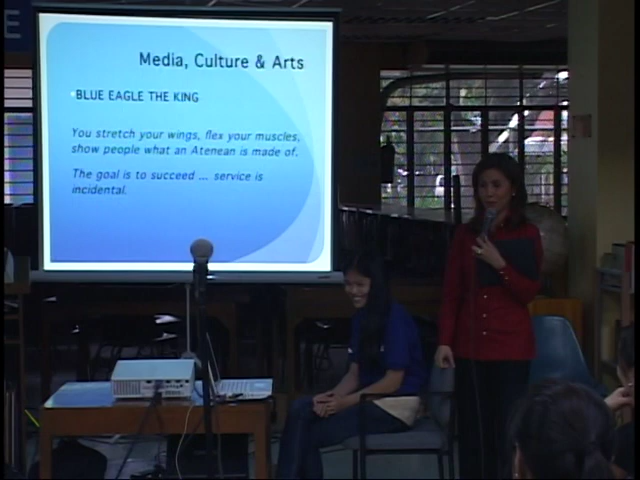 E
Media, Culture & Arts
BLUE EAGLE THE KING
You stretch your wings, flex your muscles,
show people what an Atenean is made of.
The goal is to succeed ... service is
incidental.